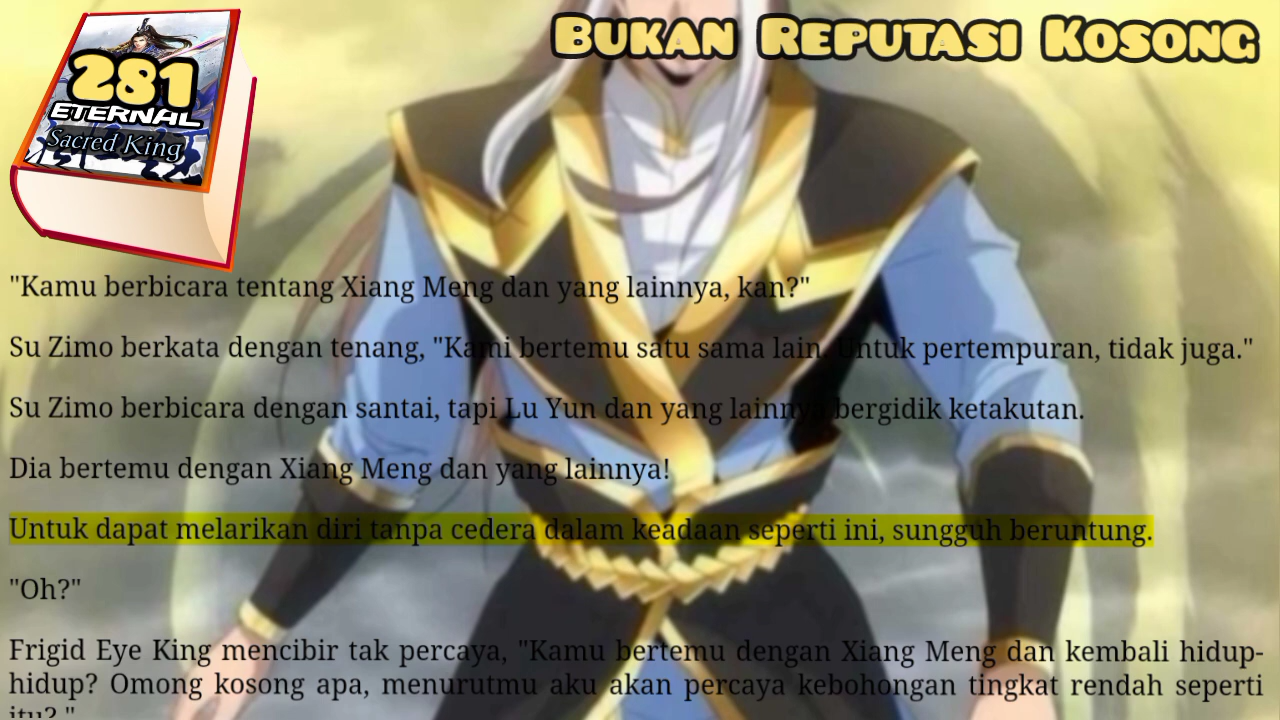 Bukan Reputasi Kosong
281
ETERNAL
Sacred King
"Kamu berbicara tentang Xiang Meng dan yang lainnya, kan?"
Su Zimo berkata dengan tenang, "Kami bertemu satu sama lain. Untuk pertempuran, tidak juga."
Su Zimo berbicara dengan santai, tapi Lu Yun dan yang lainnya bergidik ketakutan.
Dia bertemu dengan Xiang Meng dan yang lainnya!
Untuk dapat melarikan diri tanpa cedera dalam keadaan seperti ini, sungguh beruntung.
"Oh?"
Frigid Eye King mencibir tak percaya, "Kamu bertemu dengan Xiang Meng dan kembali hidup-
hidup? Omong kosong apa, menurutmu aku akan percaya kebohongan tingkat rendah seperti
itu?"